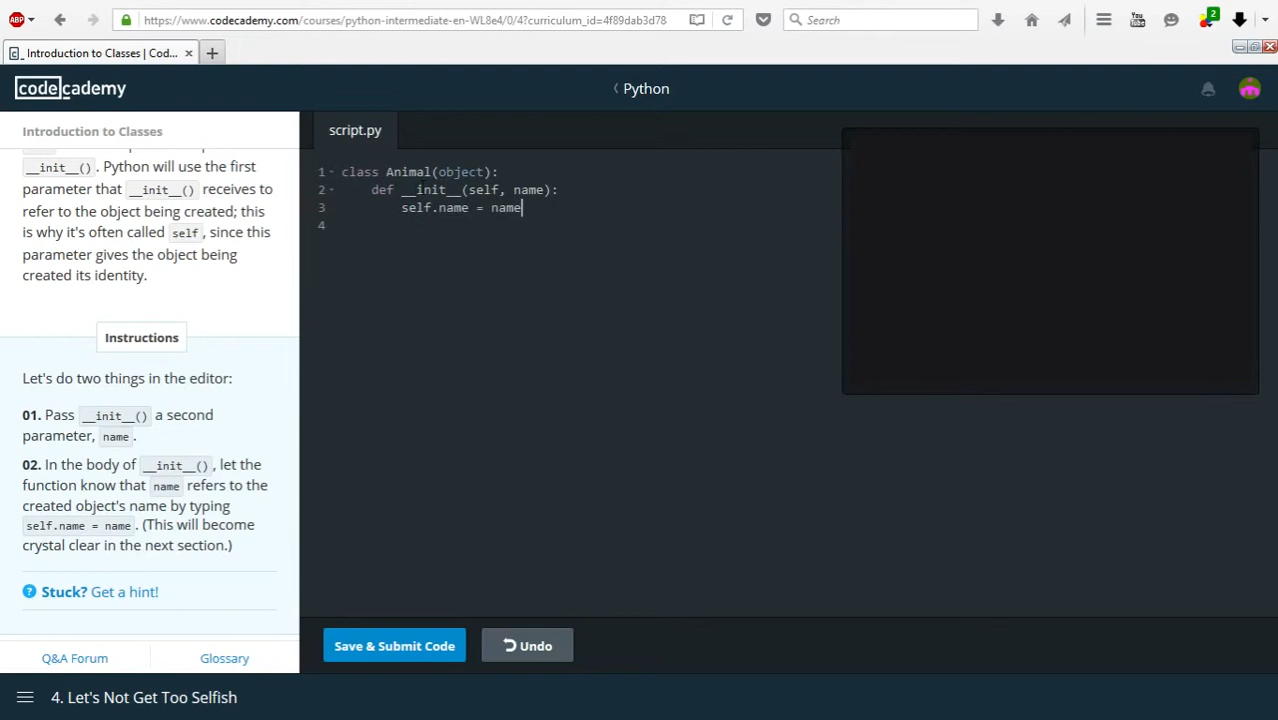 ABP
https://www.codecademy.com/courses/python-intermediate-en-WL8e4/0/4?curriculum_id=4f89dab3d78
Search
You
Tube
2
Introduction to Classes | Cod...
codecademy
Python
Introduction to Classes
script.py
__init__(). Python will use the first
parameter that __init__() receives to
refer to the object being created; this
is why it's often called self, since this
parameter gives the object being
created its identity.
Instructions
Let's do two things in the editor:
01. Pass __init__() a second
parameter, name.
02. In the body of __init__(), let the
function know that name refers to the
created object's name by typing
self.name = name. (This will become
crystal clear in the next section.)
? Stuck? Get a hint!
Q&A Forum
Glossary
1 class Animal(object):
2 def __init__(self, name):
3 self.name = name
4
Save & Submit Code
Undo
4. Let's Not Get Too Selfish